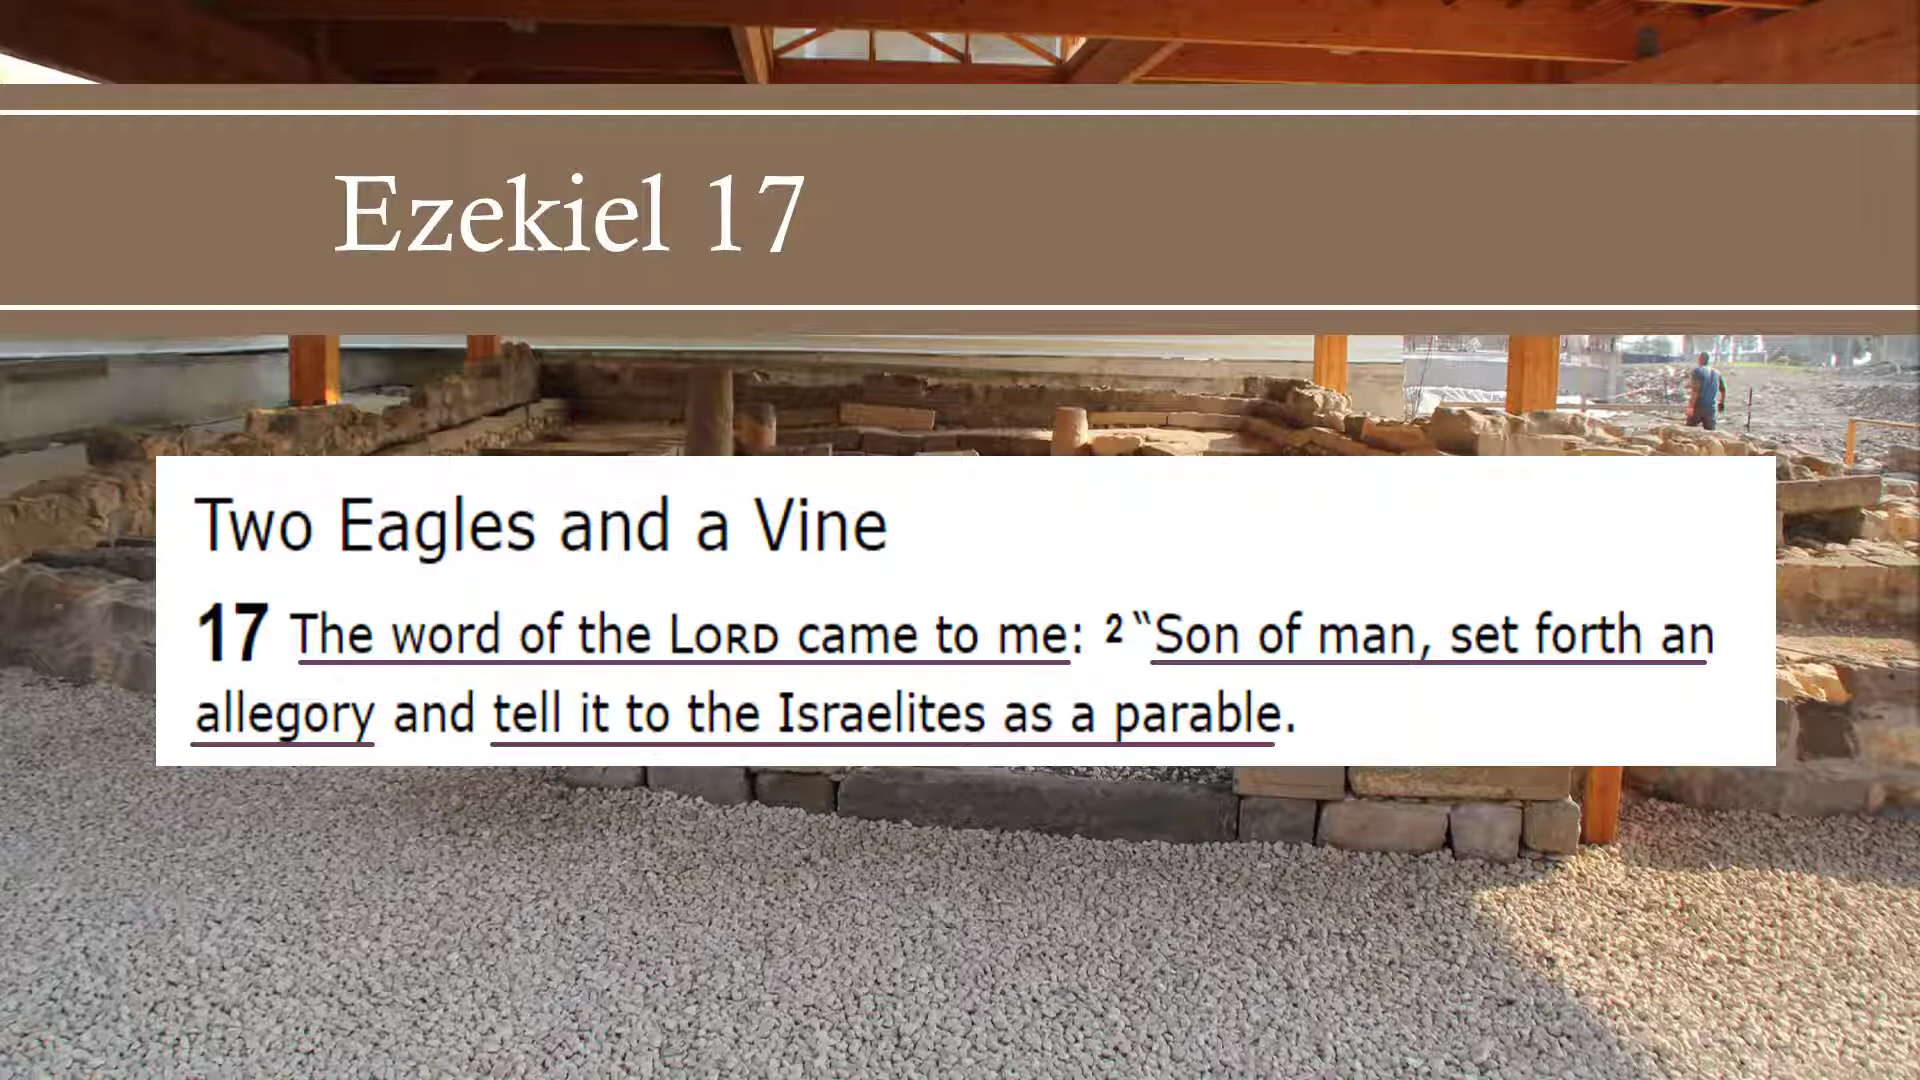 Ezekiel 17
Two Eagles and a Vine
17 The word of the LORD came to me: 2 “Son of man, set forth an
allegory and tell it to the Israelites as a parable.